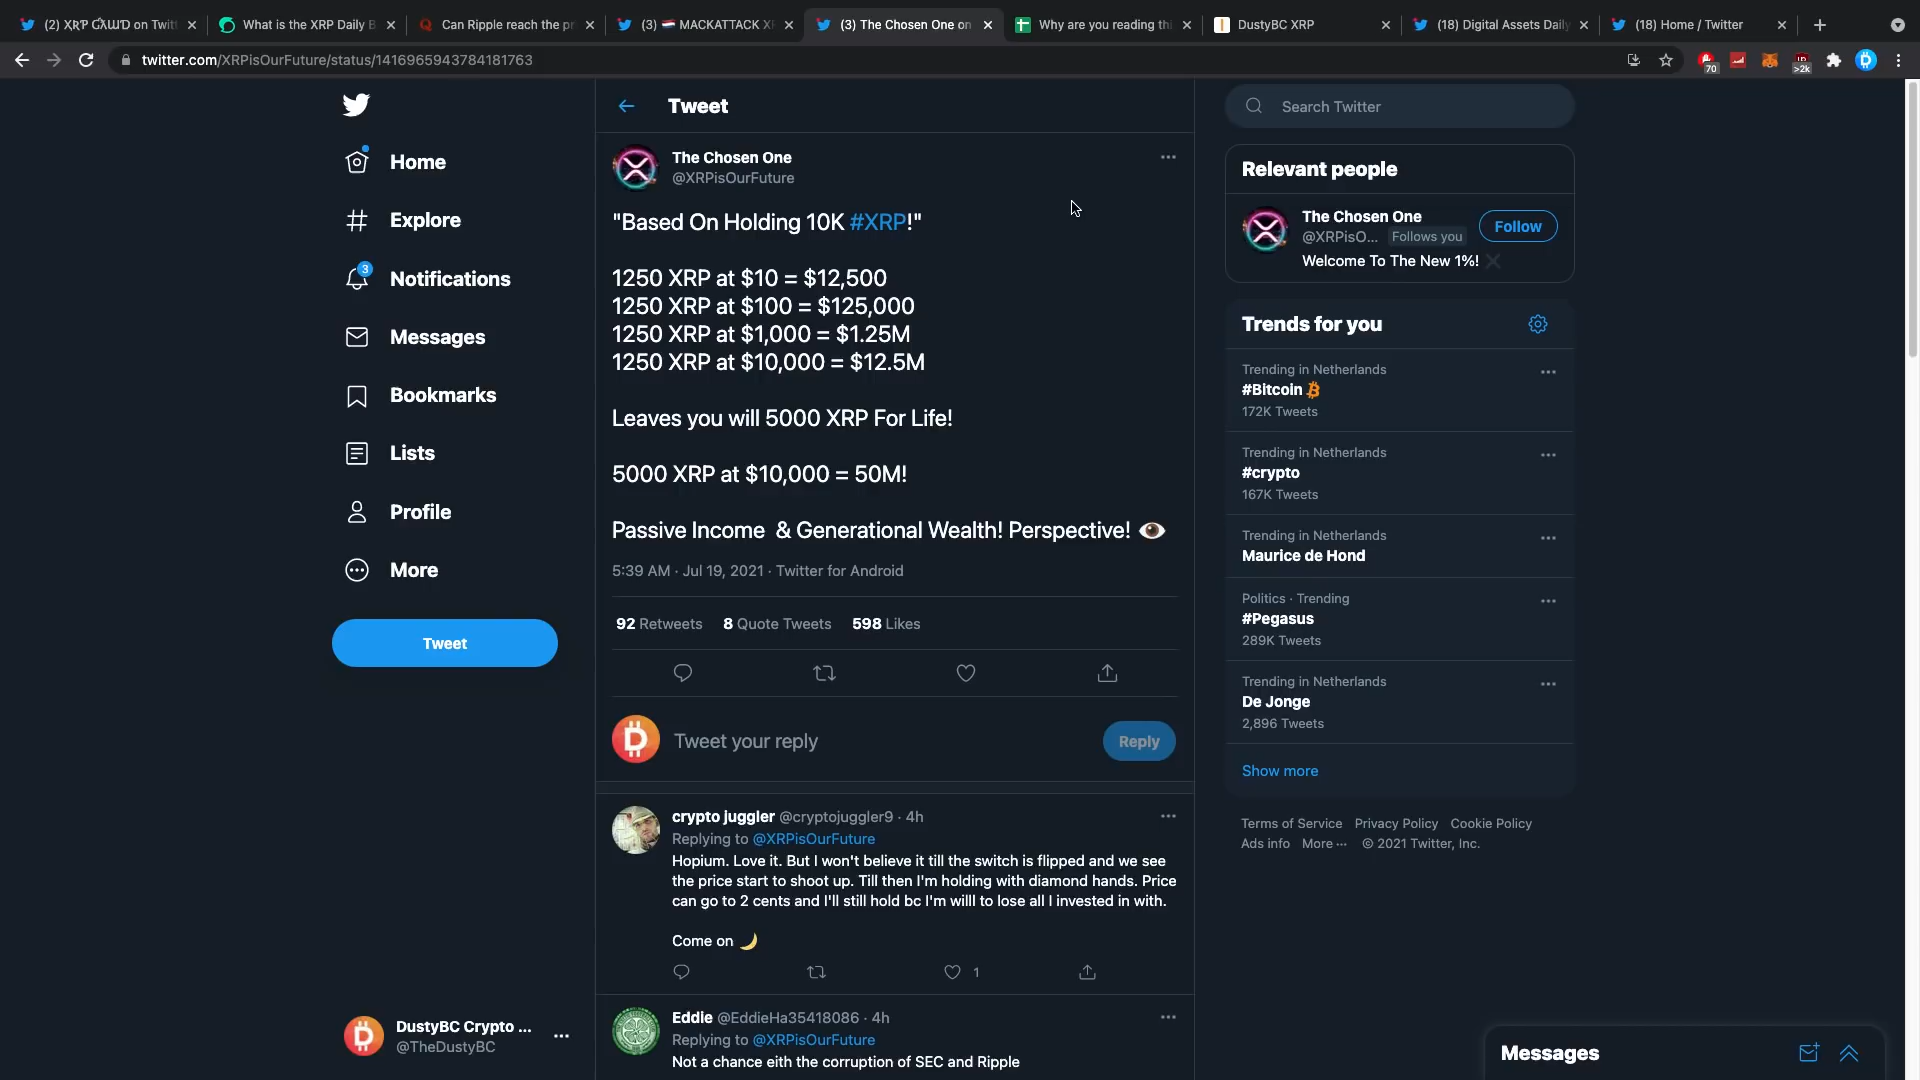 (2) ҲƦƤ ƓΛЩƊ on Twitt
What is the XRP Daily B
Can Ripple reach the pr
(3) MACKATTACK X
(3) The Chosen One on
Why are you reading thi
DustyBC XRP
(18) Digital Assets Daily
(18) Home / Twitter
twitter.com/XRPisOurFuture/status/1416965943784181763
70
>2k
Home
Explore
3
Notifications
Messages
Bookmarks
Lists
Profile
More
Tweet
DustyBC Crypto ...
@TheDustyBC
Tweet
The Chosen One
@XRPisOurFuture
"Based On Holding 10K #XRP!"
1250 XRP at $10 = $12,500
1250 XRP at $100 = $125,000
1250 XRP at $1,000 = $1.25M
1250 XRP at $10,000 = $12.5M
Leaves you will 5000 XRP For Life!
5000 XRP at $10,000 = 50M!
Passive Income & Generational Wealth! Perspective! 👁️
5:39 AM · Jul 19, 2021 · Twitter for Android
92 Retweets 8 Quote Tweets 598 Likes
Tweet your reply
Reply
crypto juggler @cryptojuggler9 · 4h
Replying to @XRPisOurFuture
Hopium. Love it. But I won't believe it till the switch is flipped and we see
the price start to shoot up. Till then I'm holding with diamond hands. Price
can go to 2 cents and I'll still hold bc I'm willl to lose all I invested in with.
Come on 🌙
1
Eddie @EddieHa35418086 · 4h
Replying to @XRPisOurFuture
Not a chance eith the corruption of SEC and Ripple
Search Twitter
Relevant people
The Chosen One
@XRPisO... Follows you
Follow
Welcome To The New 1%!
Trends for you
Trending in Netherlands
#Bitcoin
172K Tweets
Trending in Netherlands
#crypto
167K Tweets
Trending in Netherlands
Maurice de Hond
Politics · Trending
#Pegasus
289K Tweets
Trending in Netherlands
De Jonge
2,896 Tweets
Show more
Terms of Service Privacy Policy Cookie Policy
Ads info More ··· © 2021 Twitter, Inc.
Messages